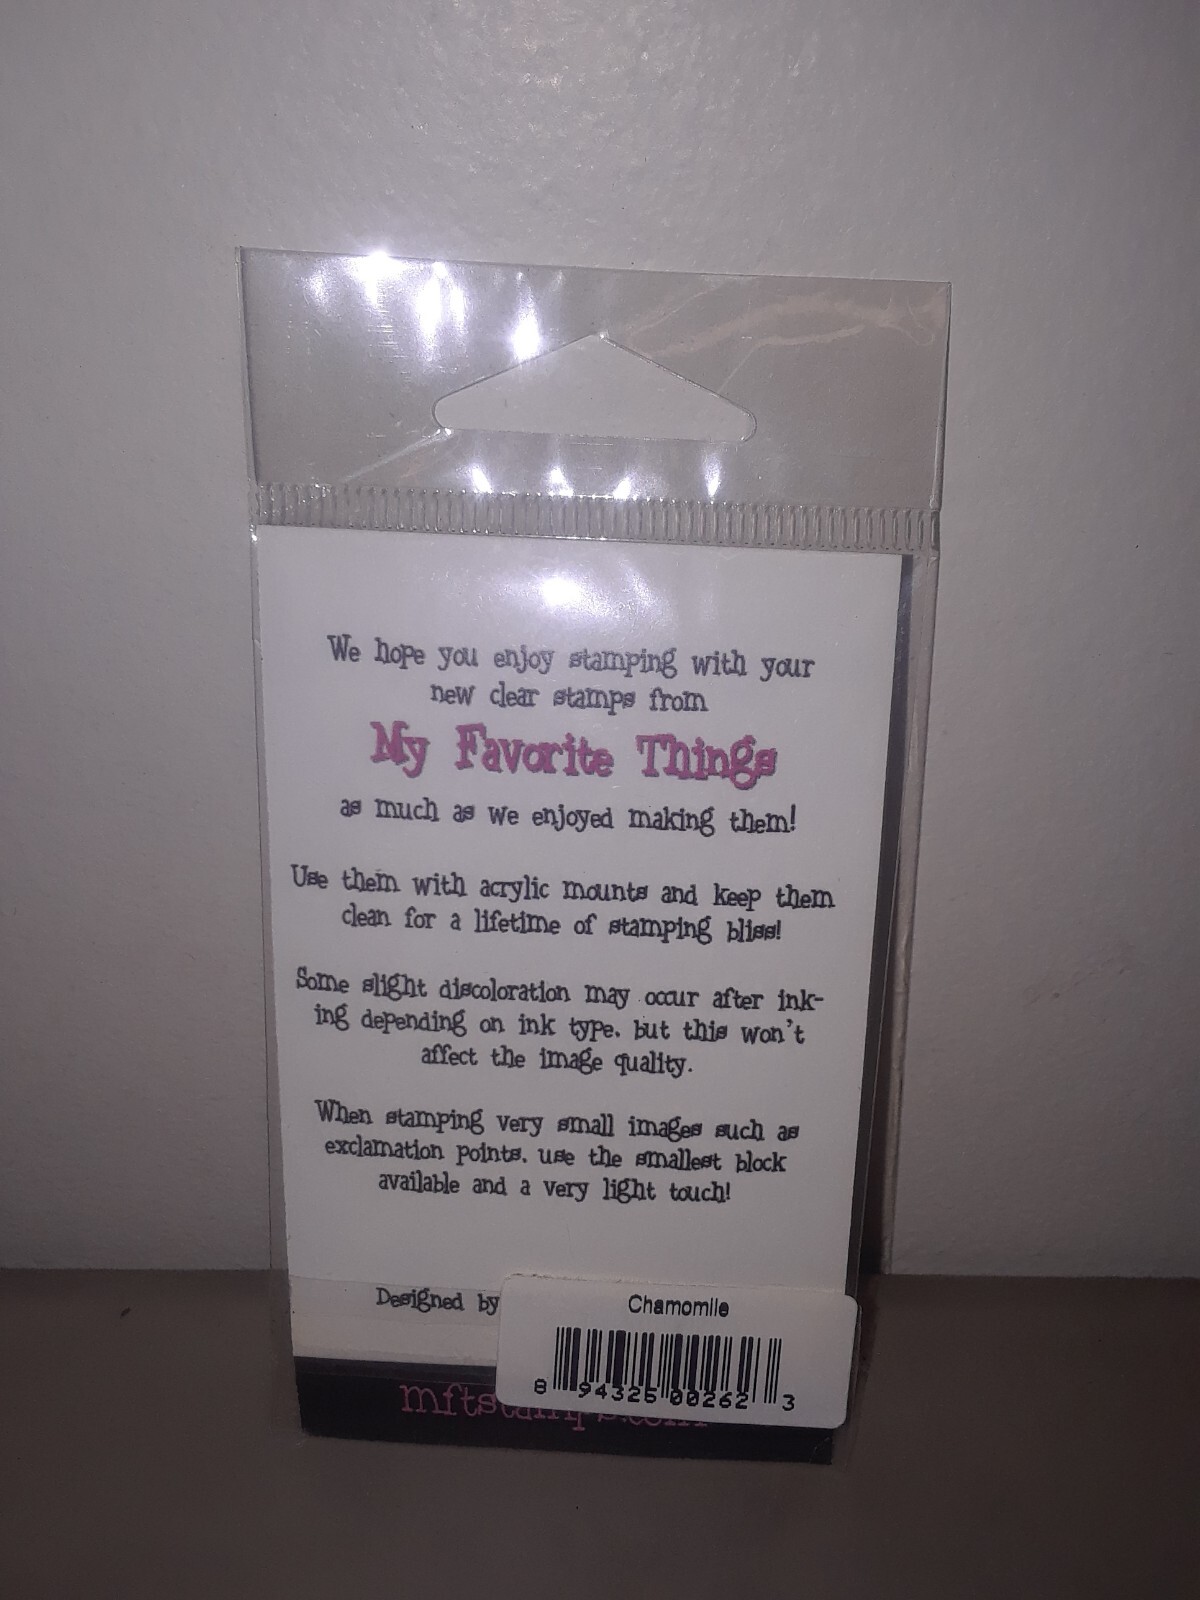 We hope you enjoy stamping with your
new clear stamps from
My Favorite Things
as much as we enjoyed making them!
Use them with acrylic mounts and keep them
clean for a lifetime of stamping bliss!
Some slight discoloration may occur after ink-
ing depending on ink type, but this won't
affect the image quality.
When stamping very small images such as
exclamation points, use the smallest block
available and a very light touch!
Designed by
Chamomile
8 94325 00262 3
mftstamps.com